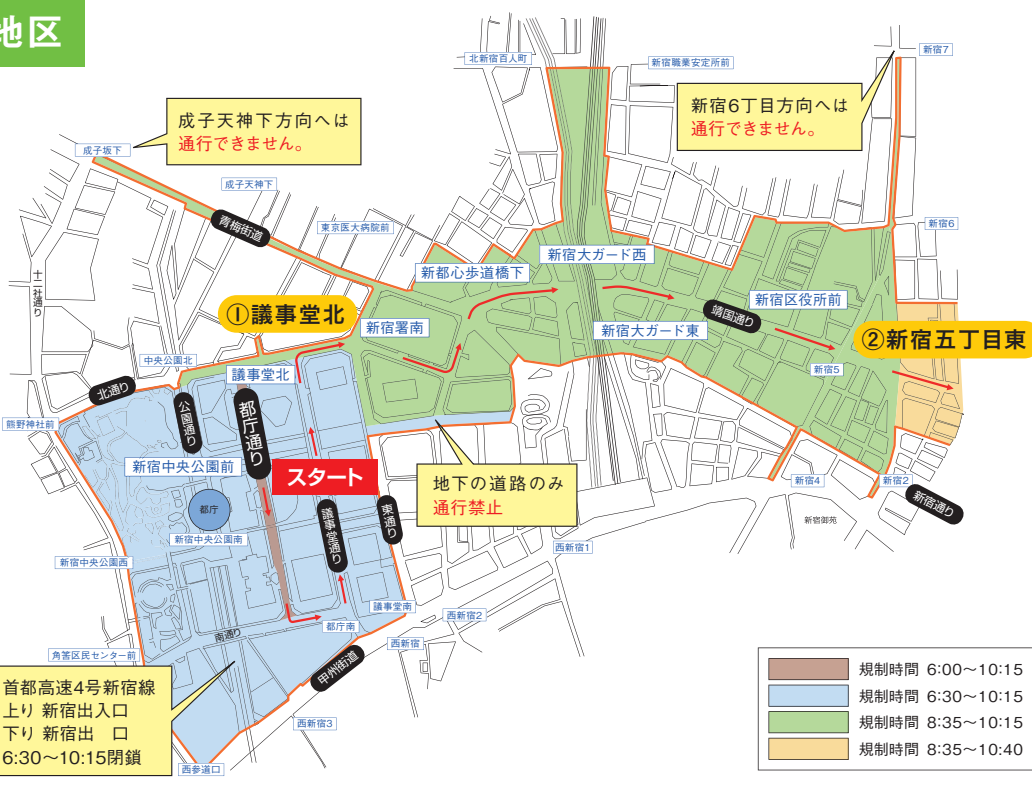 地区
新宿7
北新宿百人町
新宿職業安定所前
成子天神下方向へは
通行できません。
新宿6丁目方向へは
通行できません。
成子坂下
成子天神下
青梅街道
東京医大病院前
新宿6
十二社通り
新都心歩道橋下
新宿大ガード西
①議事堂北
新宿署南
新宿大ガード東
靖国通り
新宿区役所前
②新宿五丁目東
中央公園北
議事堂北
新宿5
北通り
公園通り
都庁通り
熊野神社前
新宿中央公園前
スタート
地下の道路のみ
通行禁止
新宿4
新宿2
新宿通り
都庁
議事堂通り
東通り
新宿御苑
新宿中央公園南
西新宿1
新宿中央公園西
議事堂南
西新宿2
都庁南
南通り
西新宿
角筈区民センター前
甲州街道
首都高速4号新宿線
上り 新宿出入口
下り 新宿出 口
6:30〜10:15閉鎖
西新宿3
西参道口
規制時間 6:00〜10:15
規制時間 6:30〜10:15
規制時間 8:35〜10:15
規制時間 8:35〜10:40